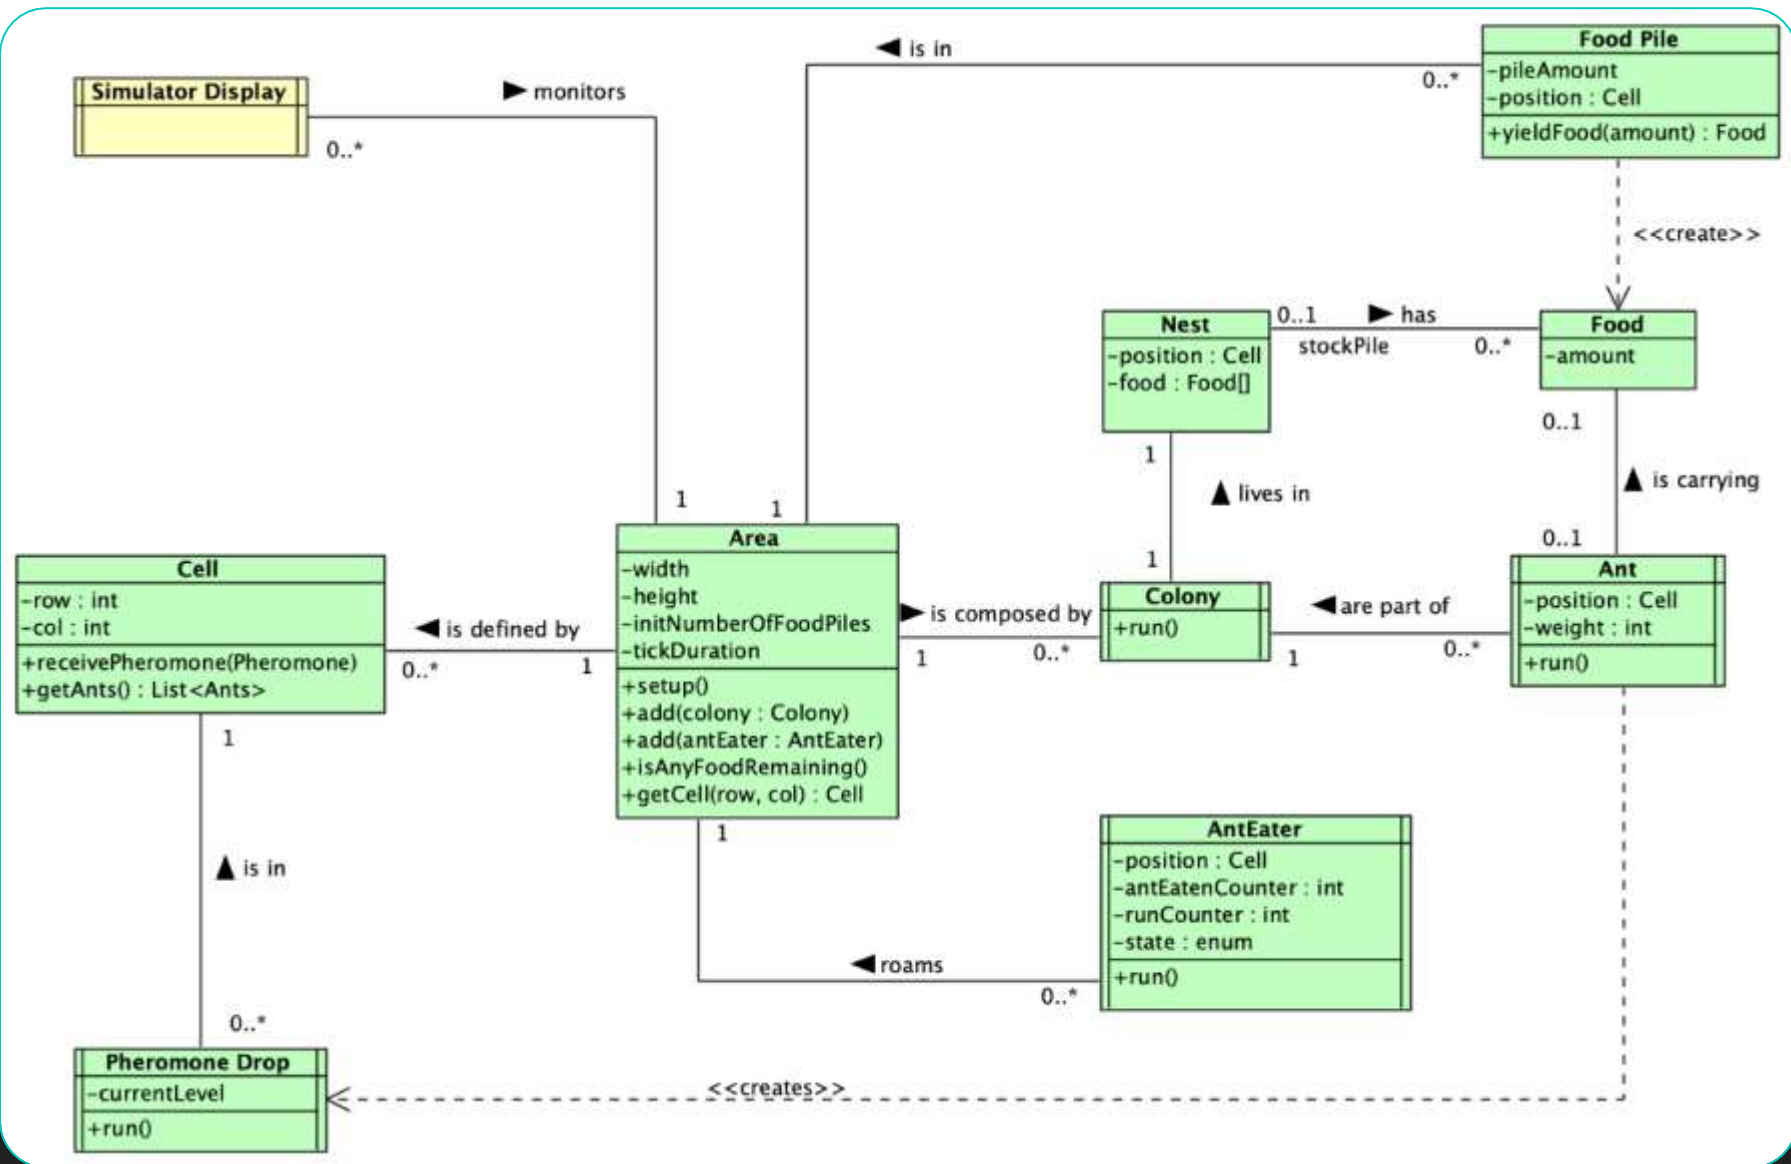 Simulator Display
0..*
monitors
is in
0..*
Food Pile
-pileAmount
-position : Cell
+yieldFood(amount) : Food
<<create>>
Nest
-position : Cell
-food : Food[]
0..1
has
stockPile
0..*
Food
-amount
0..1
is carrying
0..1
1
lives in
1
1
1
Area
-width
-height
-initNumberOfFoodPiles
-tickDuration
+setup()
+add(colony : Colony)
+add(antEater : AntEater)
+isAnyFoodRemaining()
+getCell(row, col) : Cell
Cell
-row : int
-col : int
+receivePheromone(Pheromone)
+getAnts() : List<Ants>
is defined by
0..*
1
is composed by
1
0..*
Colony
+run()
are part of
1
0..*
Ant
-position : Cell
-weight : int
+run()
1
is in
0..*
1
roams
0..*
AntEater
-position : Cell
-antEatenCounter : int
-runCounter : int
-state : enum
+run()
Pheromone Drop
-currentLevel
+run()
<<creates>>